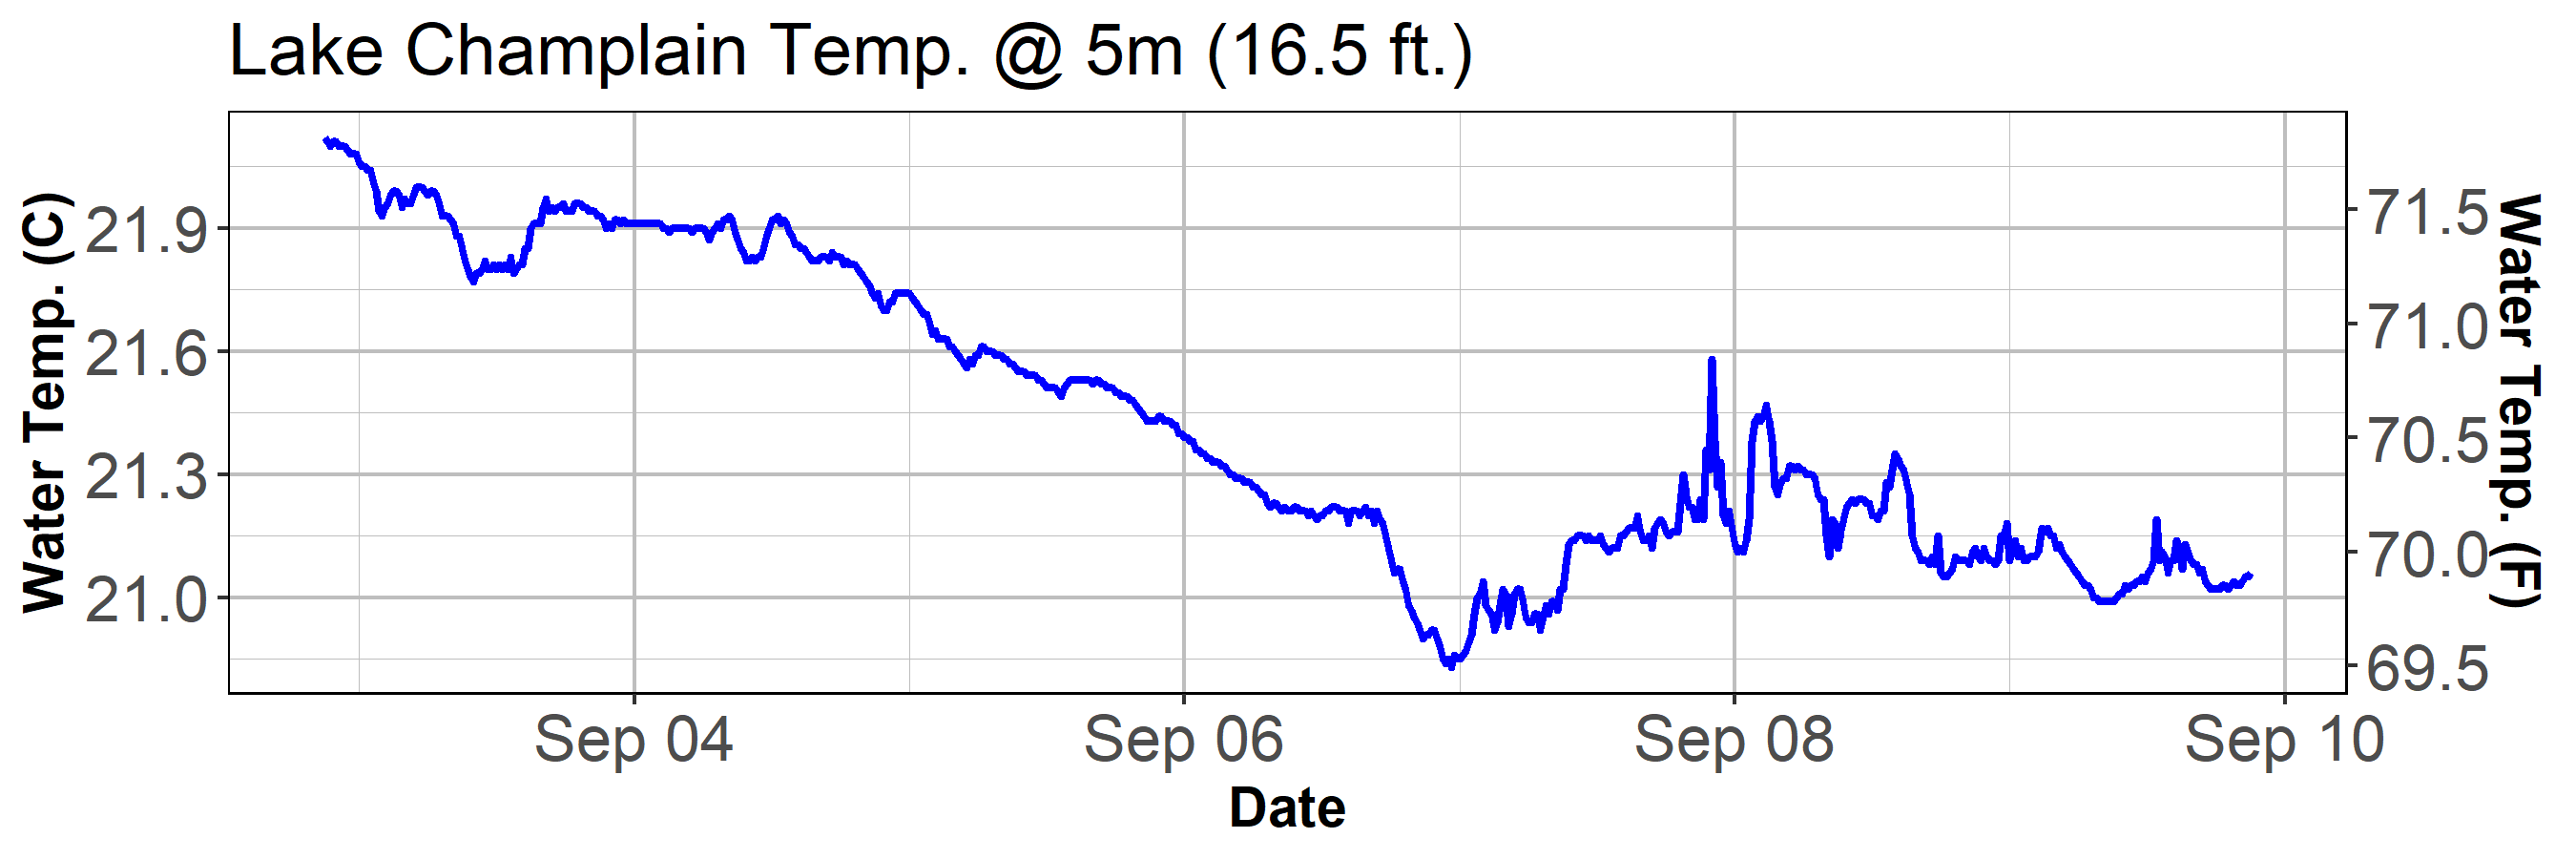 Lake Champlain Temp. @ 5m (16.5 ft.)
Water Temp. (C)
21.9
21.6
21.3
21.0
71.5
71.0
70.5
70.0
69.5
Water Temp. (F)
Sep 04
Sep 06
Sep 08
Sep 10
Date